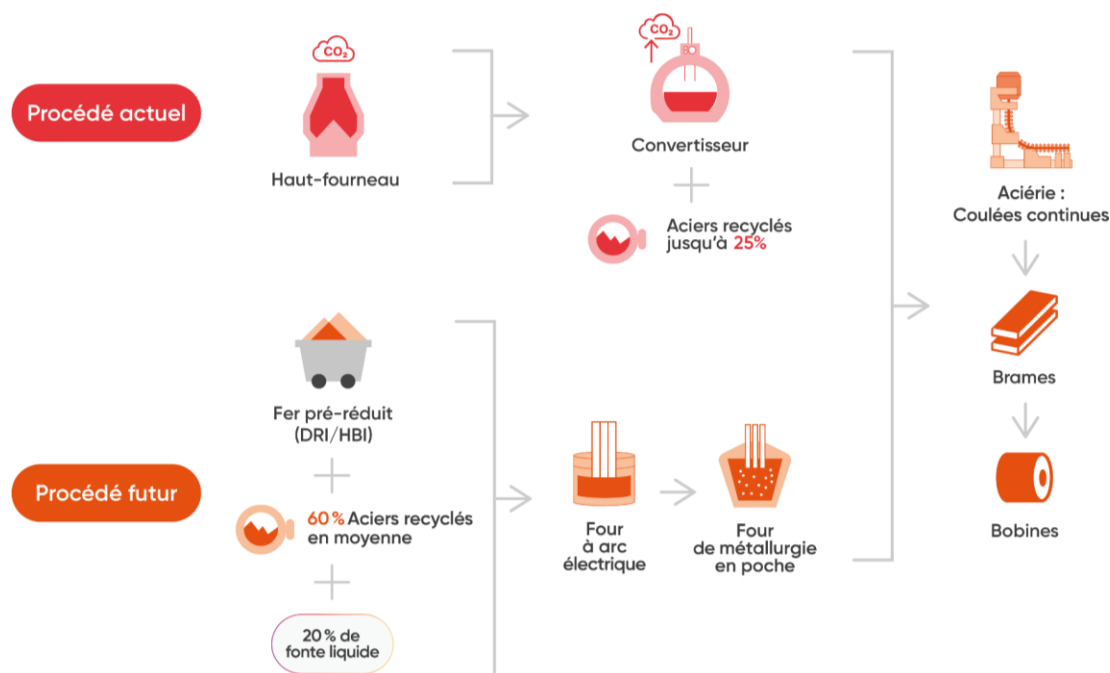 Procédé actuel
CO₂
Haut-fourneau
CO₂
Convertisseur
Aciers recyclés
jusqu'à 25%
Procédé futur
Fer pré-réduit
(DRI/HBI)
60 % Aciers recyclés
en moyenne
20 % de
fonte liquide
Four
à arc
électrique
Four
de métallurgie
en poche
Aciérie :
Coulées continues
Brames
Bobines